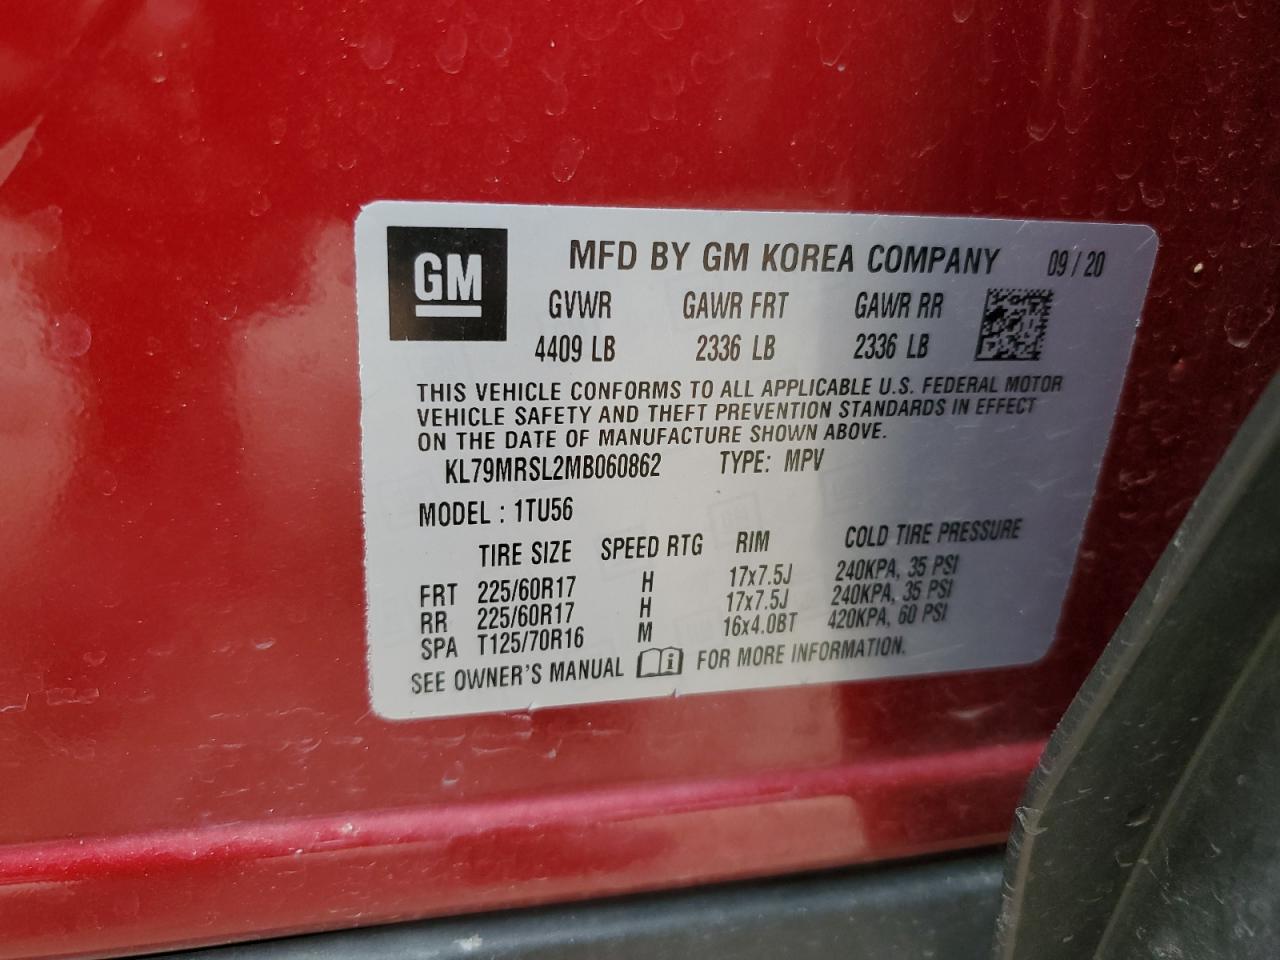 GM
MFD BY GM KOREA COMPANY 09/20
GVWR GAWR FRT GAWR RR
4409 LB 2336 LB 2336 LB
THIS VEHICLE CONFORMS TO ALL APPLICABLE U.S. FEDERAL MOTOR
VEHICLE SAFETY AND THEFT PREVENTION STANDARDS IN EFFECT
ON THE DATE OF MANUFACTURE SHOWN ABOVE.
KL79MRSL2MB060862 TYPE: MPV
MODEL : 1TU56
TIRE SIZE SPEED RTG RIM COLD TIRE PRESSURE
FRT 225/60R17 H 17x7.5J 240KPA, 35 PSI
RR 225/60R17 H 17x7.5J 240KPA, 35 PSI
SPA T125/70R16 M 16x4.0BT 420KPA, 60 PSI
SEE OWNER'S MANUAL FOR MORE INFORMATION.